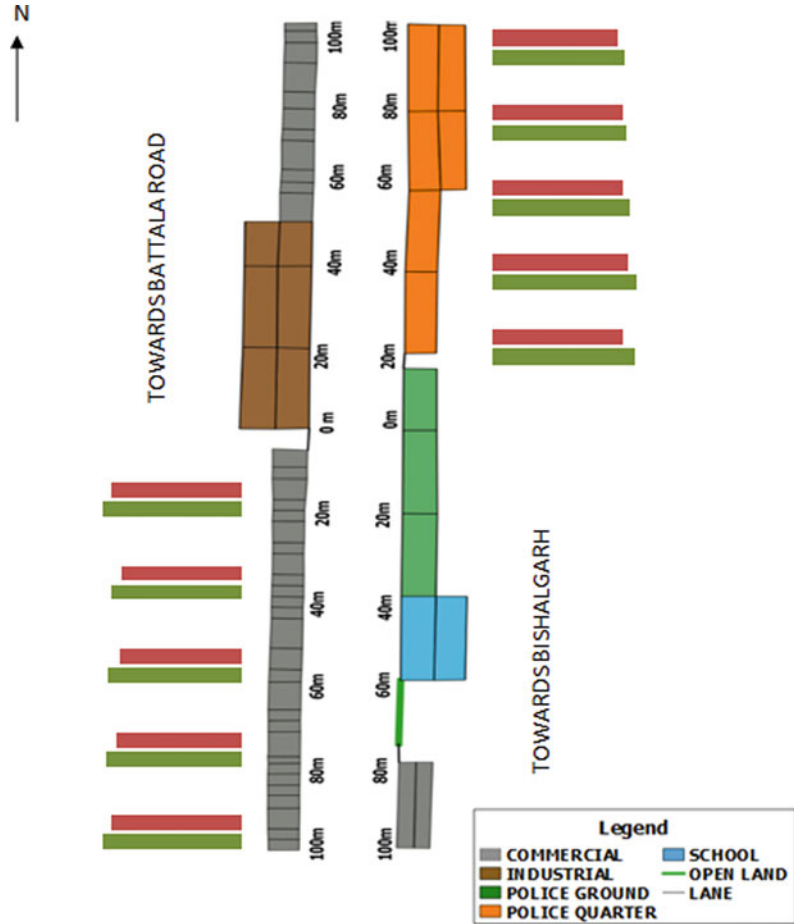 N
TOWARDS BATTALA ROAD
100m
80m
60m
40m
20m
0 m
20m
40m
60m
80m
100m
100m
80m
60m
40m
20m
0m
20m
40m
60m
80m
100m
TOWARDS BISHALGARH
Legend
COMMERCIAL
INDUSTRIAL
POLICE GROUND
POLICE QUARTER
SCHOOL
OPEN LAND
LANE